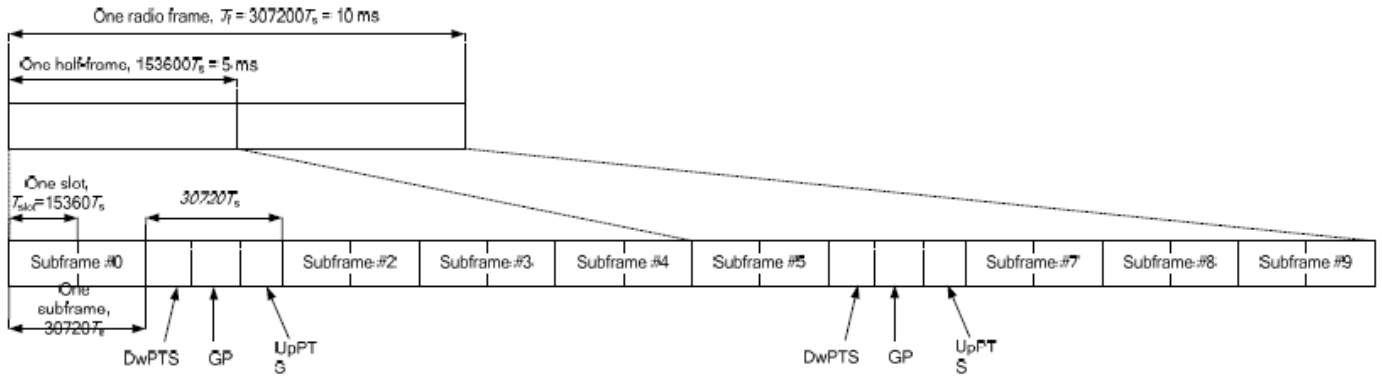 One radio frame, Tf = 307200Ts = 10 ms
One half-frame, 153600Ts = 5 ms
One slot,
Tslot=15360Ts
30720Ts
Subframe #0
Subframe #2
Subframe #3
Subframe #4
Subframe #5
Subframe #7
Subframe #8
Subframe #9
One
subframe,
30720Ts
DwPTS
GP
UpPT
S
DwPTS
GP
UpPT
S